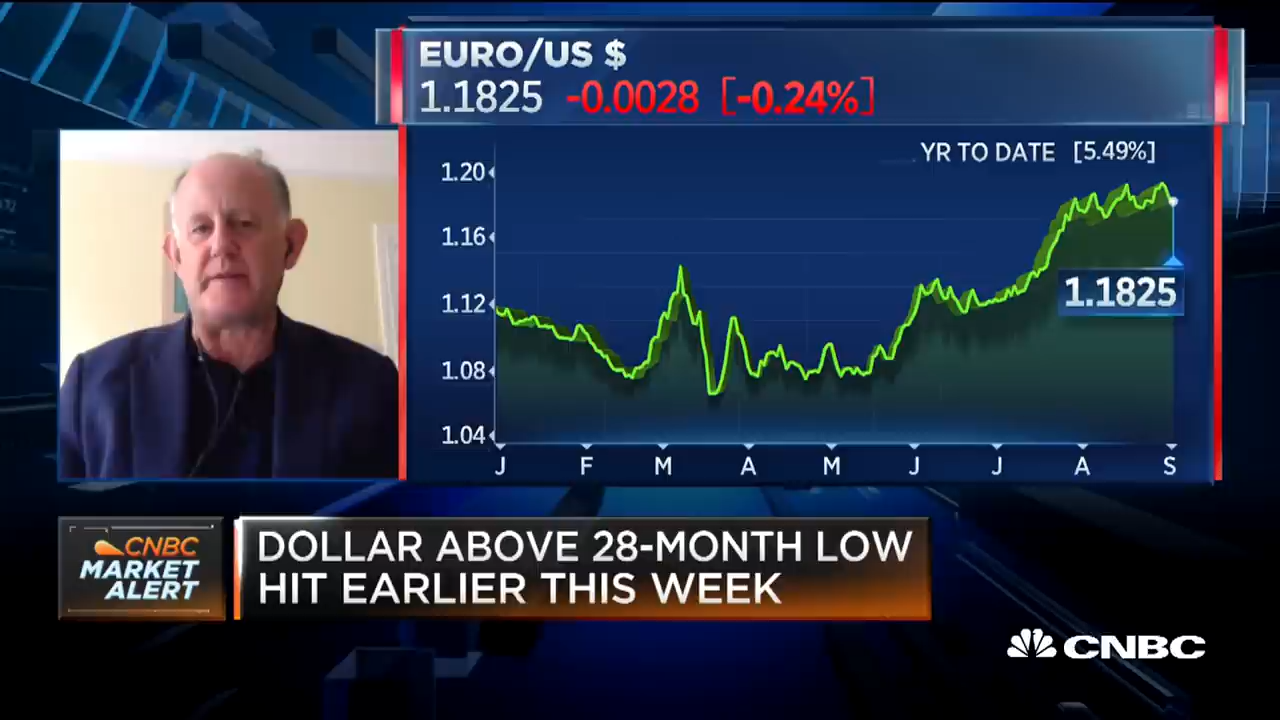 EURO/US $
1.1825 -0.0028 [-0.24%]
YR TO DATE [5.49%]
1.20
1.16
1.12
1.08
1.04
1.1825
J F M A M J J A S
CNBC
MARKET
ALERT
DOLLAR ABOVE 28-MONTH LOW
HIT EARLIER THIS WEEK
CNBC